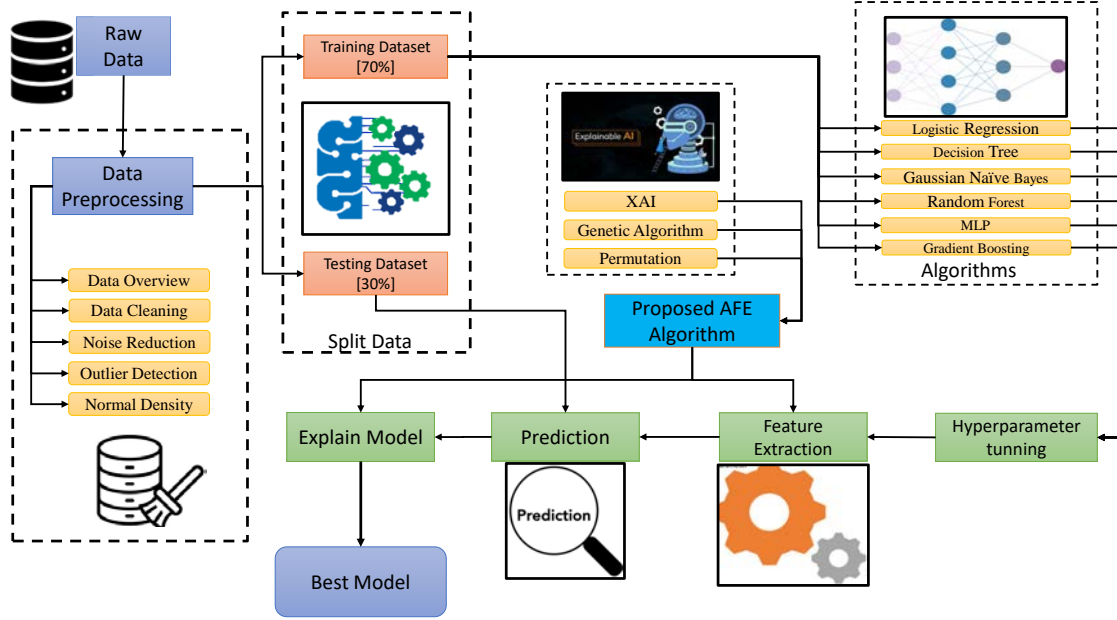 Raw
Data
Data
Preprocessing
Data Overview
Data Cleaning
Noise Reduction
Outlier Detection
Normal Density
Training Dataset
[70%]
Testing Dataset
[30%]
Split Data
Explainable AI
XAI
Genetic Algorithm
Permutation
Proposed AFE
Algorithm
Logistic Regression
Decision Tree
Gaussian Naïve Bayes
Random Forest
MLP
Gradient Boosting
Algorithms
Explain Model
Prediction
Feature
Extraction
Hyperparameter
tunning
Prediction
Best Model